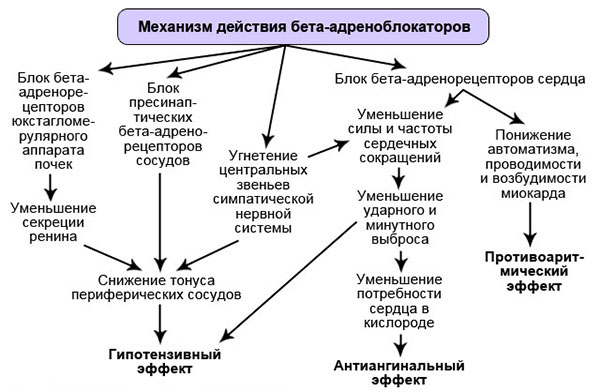 Механизм действия бета-адреноблокаторов
Блок бета-
адреноре-
цепторов
юкстагломе-
рулярного
аппарата
почек
Уменьшение
секреции
ренина
Блок
пресинап-
тических
бета-адрено-
рецепторов
сосудов
Угнетение
центральных
звеньев
симпатической
нервной
системы
Снижение тонуса
периферических сосудов
Гипотензивный
эффект
Блок бета-адренорецепторов сердца
Уменьшение
силы и частоты
сердечных
сокращений
Уменьшение
ударного и
минутного
выброса
Уменьшение
потребности
сердца в
кислороде
Антиангинальный
эффект
Понижение
автоматизма,
проводимости
и возбудимости
миокарда
Противоарит-
мический
эффект